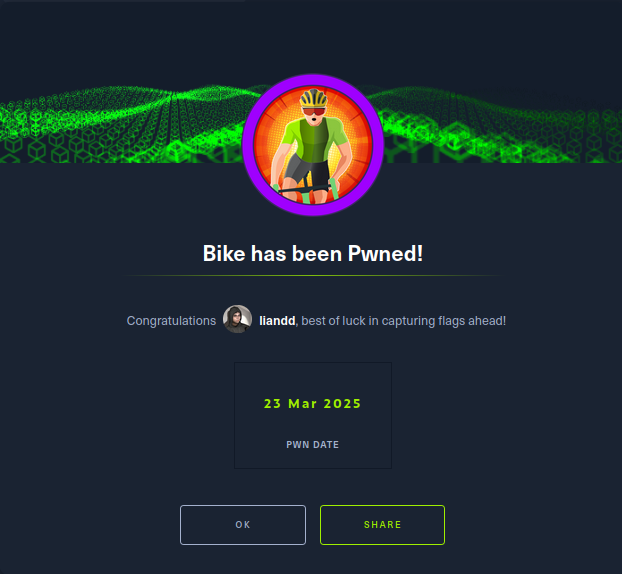 Bike has been Pwned!
Congratulations liandd, best of luck in capturing flags ahead!
23 Mar 2025
PWN DATE
OK
SHARE